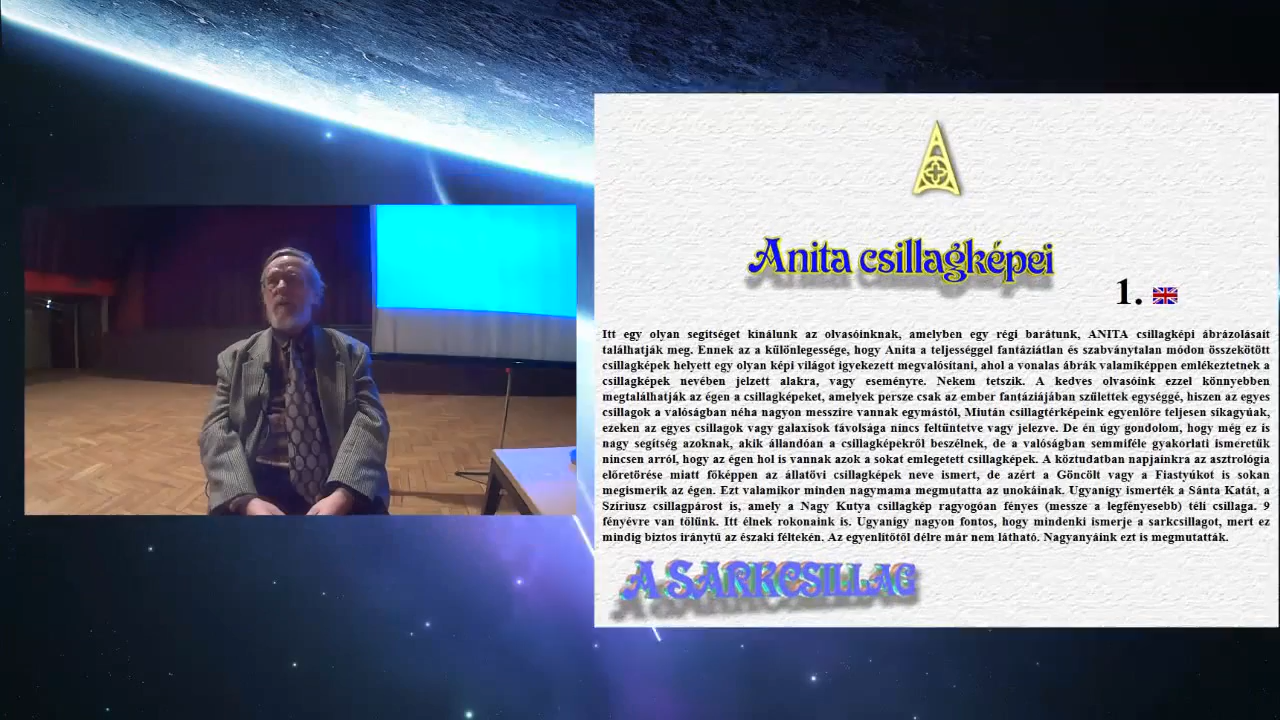 Anita csillagképei
1.
Itt egy olyan segítséget kínálunk az olvasóinknak, amelyben egy régi barátunk, ANITA csillagképi ábrázolásait
találhatják meg. Ennek az a különlegessége, hogy Anita a teljességgel fantáziátlan és szabványtalan módon összekötött
csillagképek helyett egy olyan képi világot igyekezett megvalósítani, ahol a vonalas ábrák valamiképpen emlékeztetnek a
csillagképek nevében jelzett alakra, vagy eseményre. Nekem tetszik. A kedves olvasóink ezzel könnyebben
megtalálhatják az égen a csillagképeket, amelyek persze csak az ember fantáziájában születtek egységgé, hiszen az egyes
csillagok a valóságban néha nagyon messzire vannak egymástól, Miután csillagtérképeink egyenlőre teljesen síkagyúak,
ezeken az egyes csillagok vagy galaxisok távolsága nincs feltüntetve vagy jelezve. De én úgy gondolom, hogy még ez is
nagy segítség azoknak, akik állandóan a csillagképekről beszélnek, de a valóságban semmiféle gyakorlati ismeretük
nincsen arról, hogy az égen hol is vannak azok a sokat emlegetett csillagképek. A köztudatban napjainkra az asztrológia
előretörése miatt főképpen az állatövi csillagképek neve ismert, de azért a Göncölt vagy a Fiastyúkot is sokan
megismerik az égen. Ezt valamikor minden nagymama megmutatta az unokáinak. Ugyanígy ismerték a Sánta Katát, a
Szíriusz csillagpárost is, amely a Nagy Kutya csillagkép ragyogóan fényes (messze a legfényesebb) téli csillaga. 9
fényévre van tőlünk. Itt élnek rokonaink is. Ugyanígy nagyon fontos, hogy mindenki ismerje a sarkcsillagot, mert ez
mindig biztos iránytű az északi féltekén. Az egyenlítőtől délre már nem látható. Nagyanyáink ezt is megmutatták.
A SARKCSILLAG